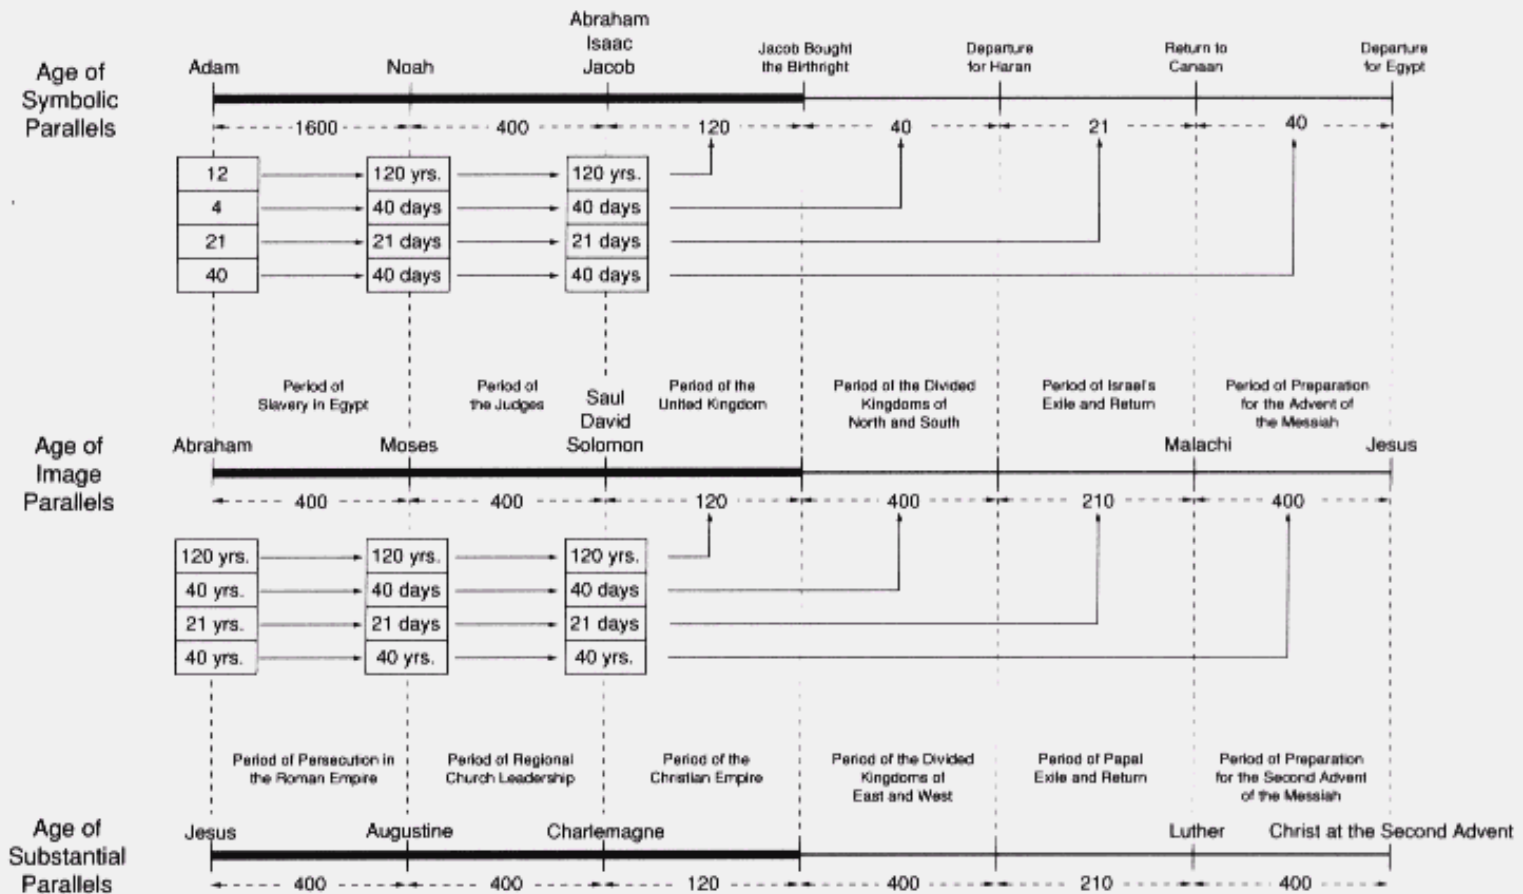 Age of
Symbolic
Parallels
Adam
Noah
Abraham
Isaac
Jacob
Jacob Bought
the Birthright
Departure
for Haran
Return to
Canaan
Departure
for Egypt
1600
400
120
40
21
40
12
120 yrs.
120 yrs.
4
40 days
40 days
21
21 days
21 days
40
40 days
40 days
Period of
Slavery in Egypt
Period of
the Judges
Period of the
United Kingdom
Period of the Divided
Kingdoms of
North and South
Period of Israel's
Exile and Return
Period of Preparation
for the Advent of
the Messiah
Age of
Image
Parallels
Abraham
Moses
Saul
David
Solomon
Malachi
Jesus
400
400
120
400
210
400
120 yrs.
120 yrs.
120 yrs.
40 yrs.
40 days
40 days
21 yrs.
21 days
21 days
40 yrs.
40 yrs.
40 yrs.
Period of Persecution in
the Roman Empire
Period of Regional
Church Leadership
Period of the
Christian Empire
Period of the Divided
Kingdoms of
East and West
Period of Papal
Exile and Return
Period of Preparation
for the Second Advent
of the Messiah
Age of
Substantial
Parallels
Jesus
Augustine
Charlemagne
Luther
Christ at the Second Advent
400
400
120
400
210
400